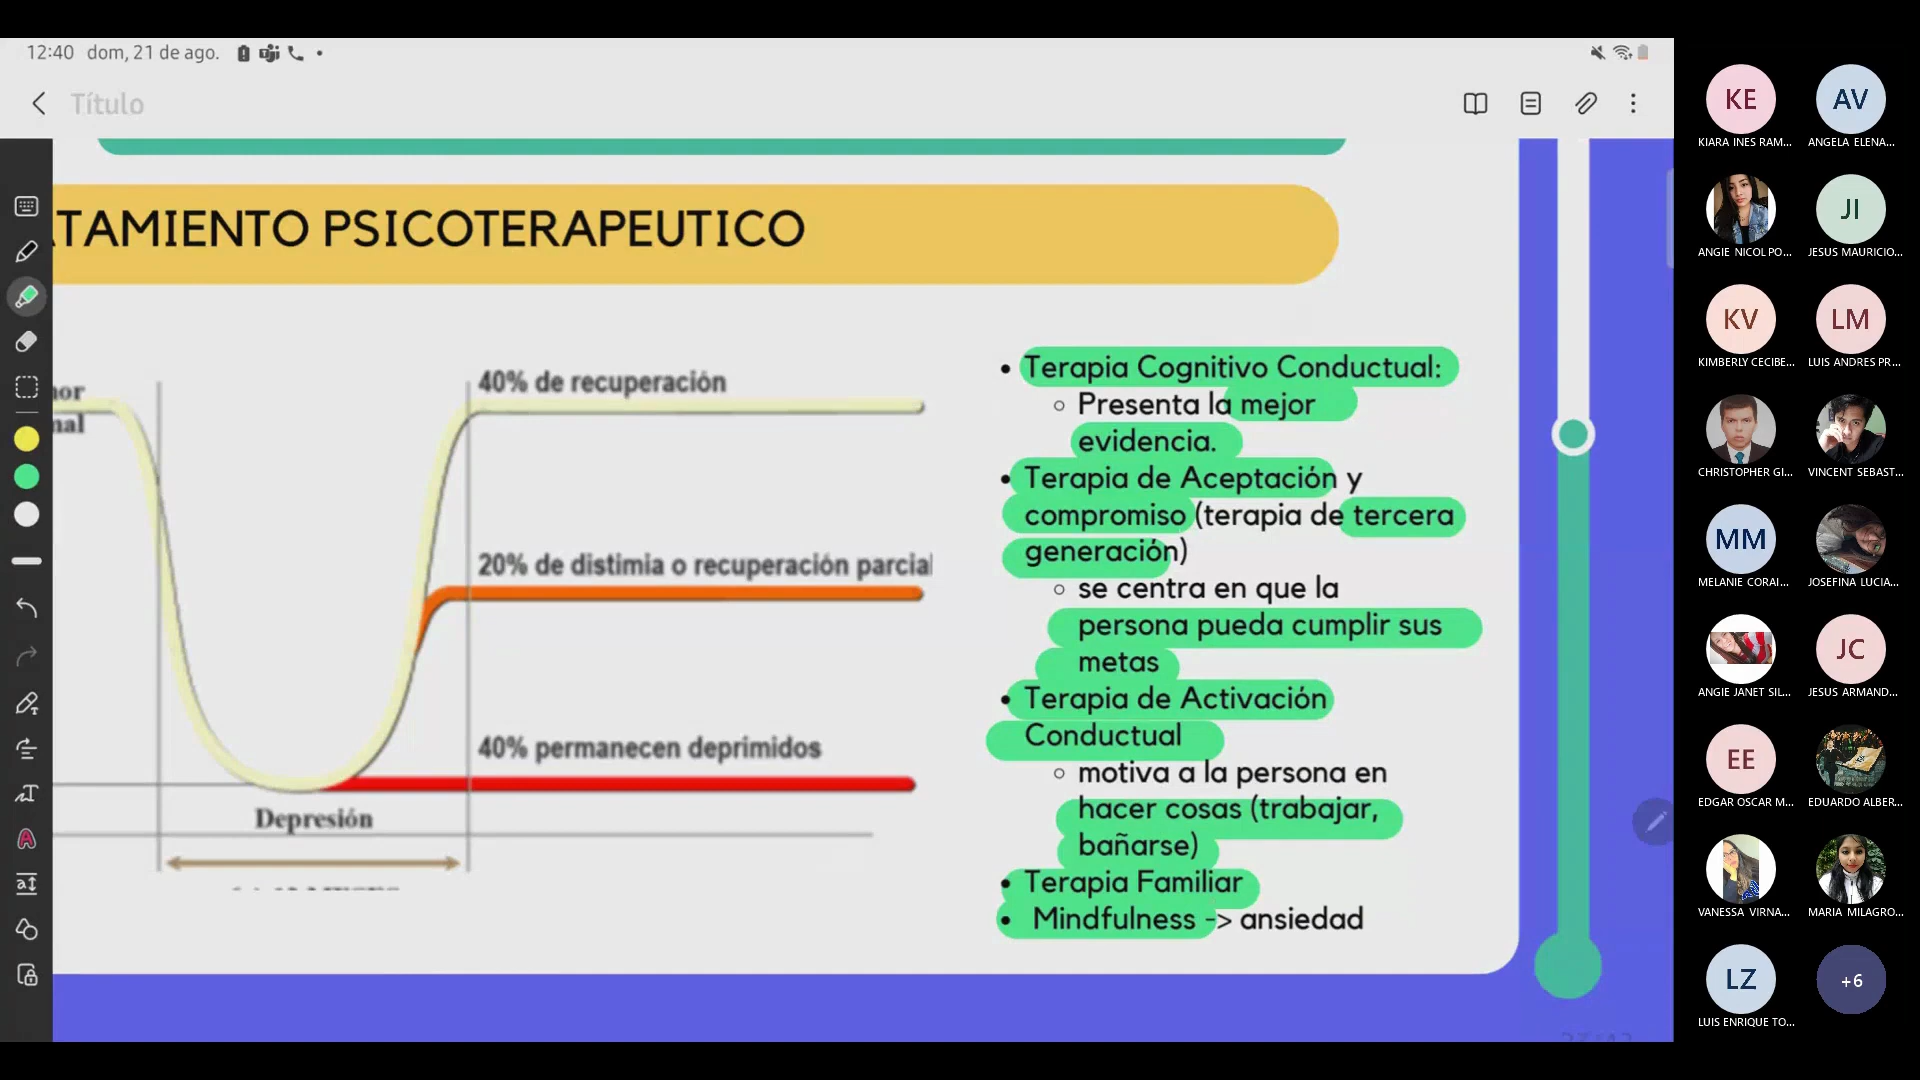 12:40 dom, 21 de ago.
Título
TAMIENTO PSICOTERAPEUTICO
40% de recuperación
20% de distimia o recuperación parcial
40% permanecen deprimidos
Depresión
Terapia Cognitivo Conductual:
Presenta la mejor
evidencia.
Terapia de Aceptación y
compromiso (terapia de tercera
generación)
se centra en que la
persona pueda cumplir sus
metas
Terapia de Activación
Conductual
motiva a la persona en
hacer cosas (trabajar,
bañarse)
Terapia Familiar
Mindfulness -> ansiedad
KE
KIARA INES RAM...
AV
ANGELA ELENA...
ANGIE NICOL PO...
JI
JESUS MAURICIO...
KV
KIMBERLY CECIBE...
LM
LUIS ANDRES PR...
CHRISTOPHER GI...
VINCENT SEBAST...
MM
MELANIE CORAI...
JOSEFINA LUCIA...
ANGIE JANET SIL...
JC
JESUS ARMAND...
EE
EDGAR OSCAR M...
EDUARDO ALBER...
VANESSA VIRNA...
MARIA MILAGRO...
LZ
LUIS ENRIQUE TO...
+6